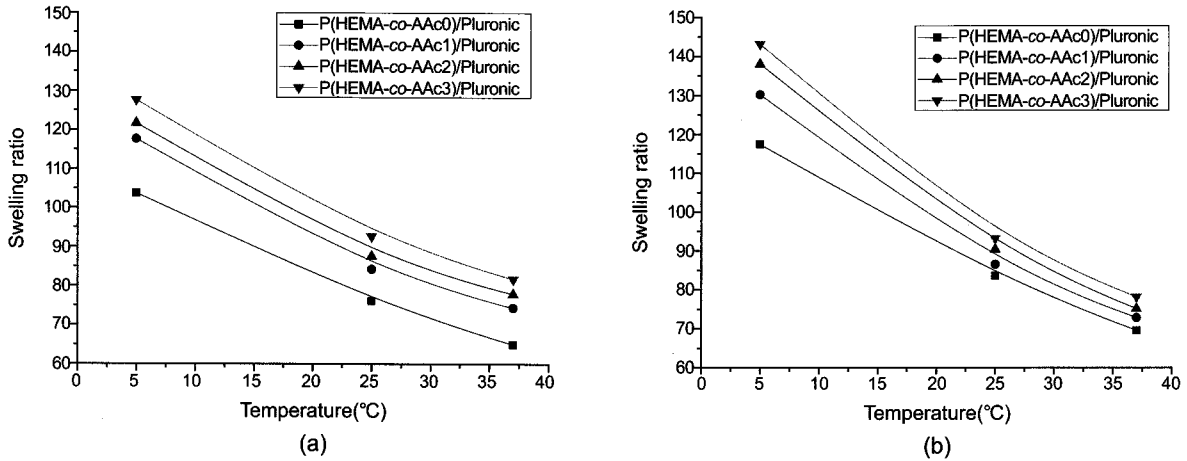 150
140
130
120
110
100
90
80
70
60
Swelling ratio
0
5
10
15
20
25
30
35
40
Temperature(°C)
P(HEMA-co-AAc0)/Pluronic
P(HEMA-co-AAc1)/Pluronic
P(HEMA-co-AAc2)/Pluronic
P(HEMA-co-AAc3)/Pluronic
(a)
150
140
130
120
110
100
90
80
70
60
Swelling ratio
0
5
10
15
20
25
30
35
40
Temperature(°C)
P(HEMA-co-AAc0)/Pluronic
P(HEMA-co-AAc1)/Pluronic
P(HEMA-co-AAc2)/Pluronic
P(HEMA-co-AAc3)/Pluronic
(b)